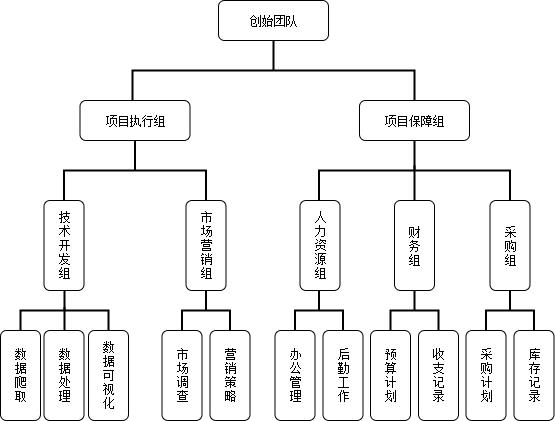 创始团队
项目执行组
项目保障组
技术开发组
市场营销组
人力资源组
财务组
采购组
数据爬取
数据处理
数据可视化
市场调查
营销策略
办公管理
后勤工作
预算计划
收支记录
采购计划
库存记录